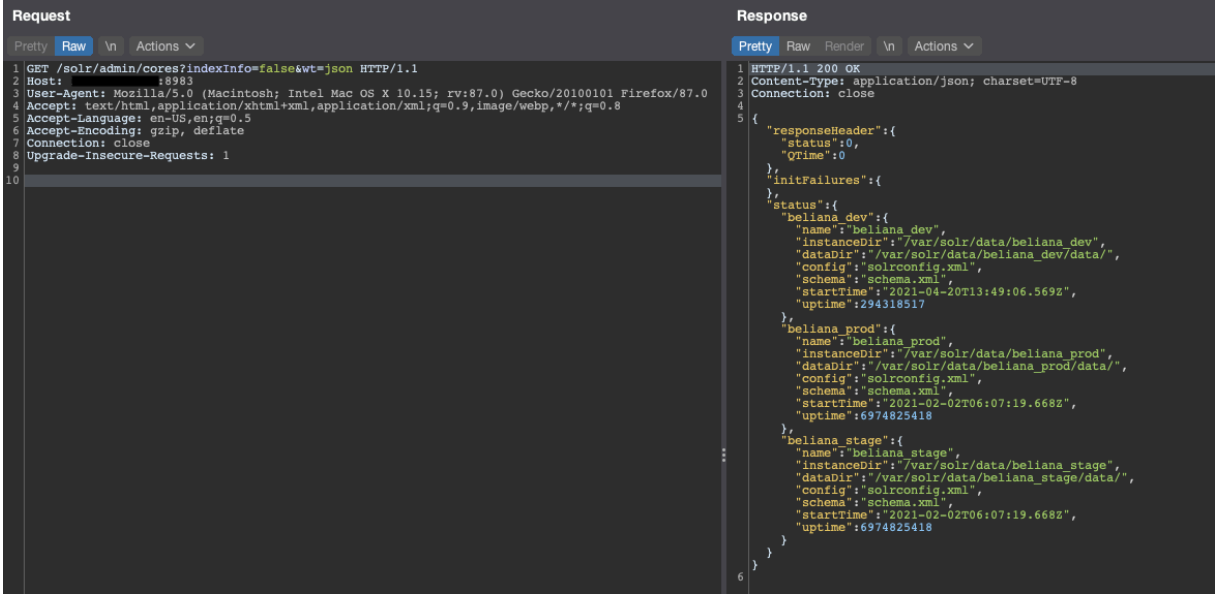 Request
Pretty Raw \n Actions
1 GET /solr/admin/cores?indexInfo=false&wt=json HTTP/1.1
2 Host: :8983
3 User-Agent: Mozilla/5.0 (Macintosh; Intel Mac OS X 10.15; rv:87.0) Gecko/20100101 Firefox/87.0
4 Accept: text/html,application/xhtml+xml,application/xml;q=0.9,image/webp,*/*;q=0.8
5 Accept-Language: en-US,en;q=0.5
6 Accept-Encoding: gzip, deflate
7 Connection: close
8 Upgrade-Insecure-Requests: 1
9
10
Response
Pretty Raw Render \n Actions
1 HTTP/1.1 200 OK
2 Content-Type: application/json; charset=UTF-8
3 Connection: close
4
5 {
"responseHeader":{
"status":0,
"QTime":0
},
"initFailures":{
},
"status":{
"beliana_dev":{
"name":"beliana_dev",
"instanceDir":"/var/solr/data/beliana_dev",
"dataDir":"/var/solr/data/beliana_dev/data/",
"config":"solrconfig.xml",
"schema":"schema.xml",
"startTime":"2021-04-20T13:49:06.569Z",
"uptime":294318517
},
"beliana_prod":{
"name":"beliana_prod",
"instanceDir":"/var/solr/data/beliana_prod",
"dataDir":"/var/solr/data/beliana_prod/data/",
"config":"solrconfig.xml",
"schema":"schema.xml",
"startTime":"2021-02-02T06:07:19.668Z",
"uptime":6974825418
},
"beliana_stage":{
"name":"beliana_stage",
"instanceDir":"/var/solr/data/beliana_stage",
"dataDir":"/var/solr/data/beliana_stage/data/",
"config":"solrconfig.xml",
"schema":"schema.xml",
"startTime":"2021-02-02T06:07:19.668Z",
"uptime":6974825418
}
}
}
6